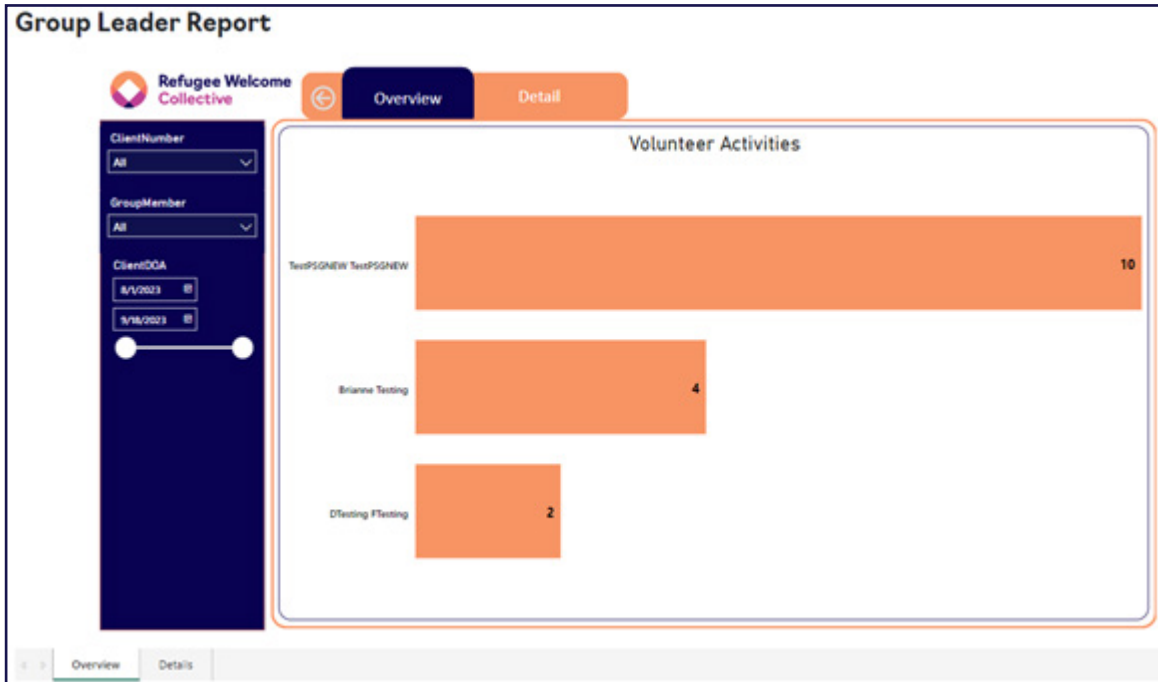 Group Leader Report
Refugee Welcome
Collective
Overview
Detail
ClientNumber
All
GroupMember
All
ClientDOA
8/1/2023
9/18/2023
Volunteer Activities
TestPSGNEW TestPSGNEW
10
Brianne Testing
4
DTesting FTesting
2
Overview
Details